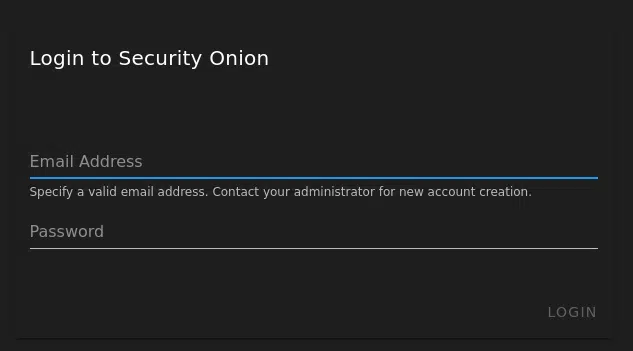 Login to Security Onion
Email Address
Specify a valid email address. Contact your administrator for new account creation.
Password
LOGIN